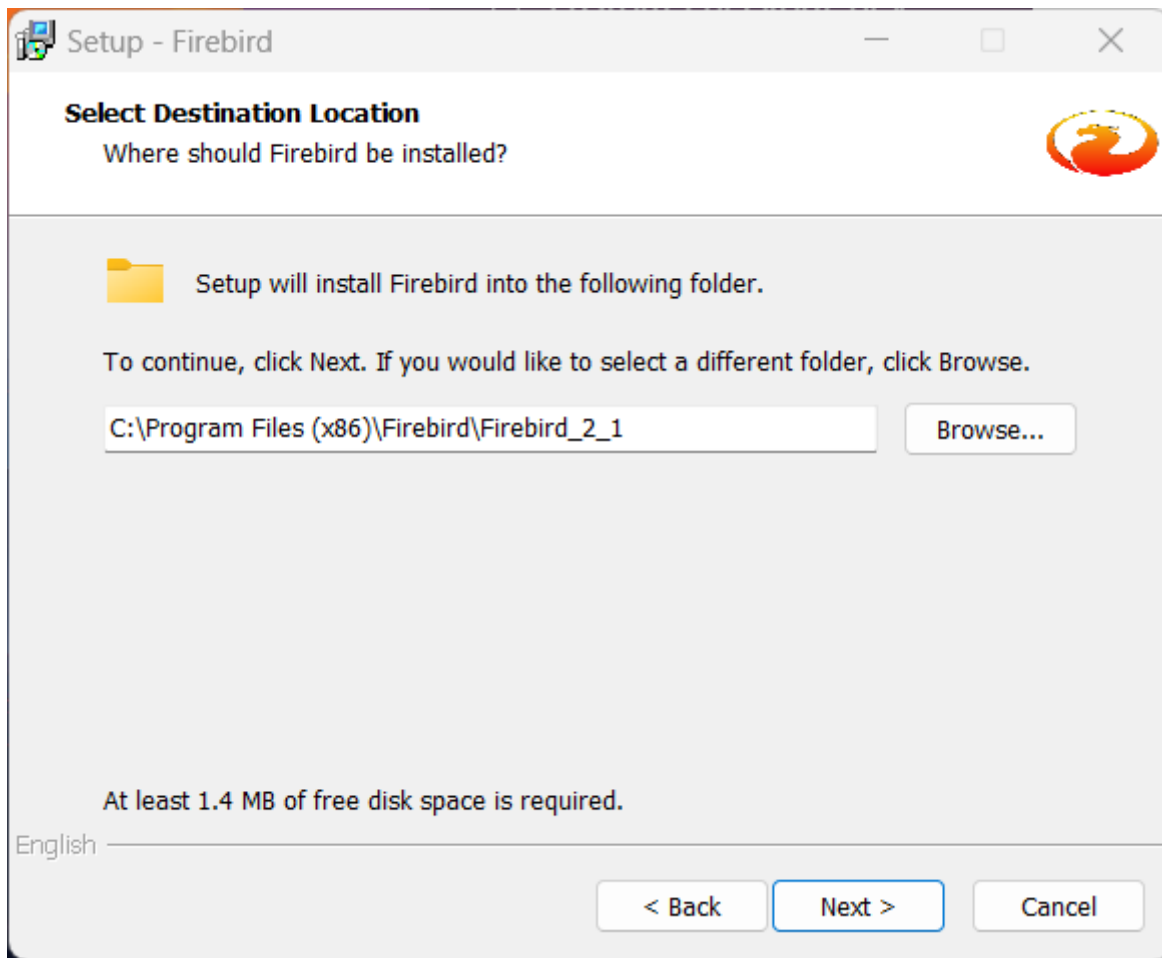 Setup - Firebird
Select Destination Location
Where should Firebird be installed?
Setup will install Firebird into the following folder.
To continue, click Next. If you would like to select a different folder, click Browse.
C:\Program Files (x86)\Firebird\Firebird_2_1
Browse...
At least 1.4 MB of free disk space is required.
English
< Back
Next >
Cancel